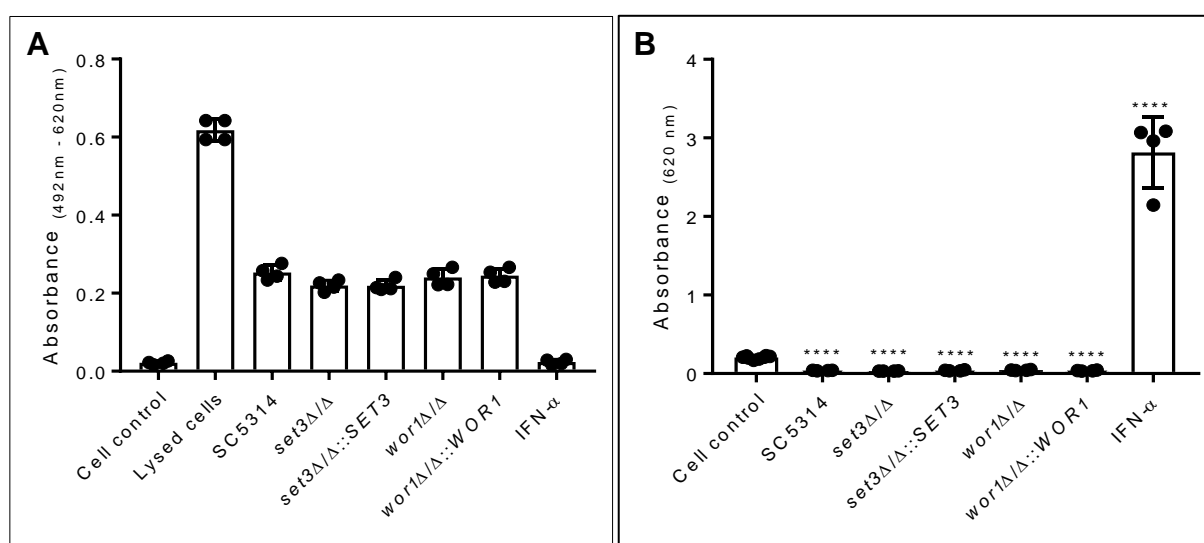 A
Absorbance (492nm - 620nm)
0.8
0.6
0.4
0.2
0.0
Cell control
Lysed cells
SC5314
set3Δ/Δ
set3Δ/Δ::SET3
wor1Δ/Δ
wor1Δ/Δ::WOR1
IFN-α
B
Absorbance (620 nm)
4
3
2
1
0
****
****
****
****
****
****
Cell control
SC5314
set3Δ/Δ
set3Δ/Δ::SET3
wor1Δ/Δ
wor1Δ/Δ::WOR1
IFN-α